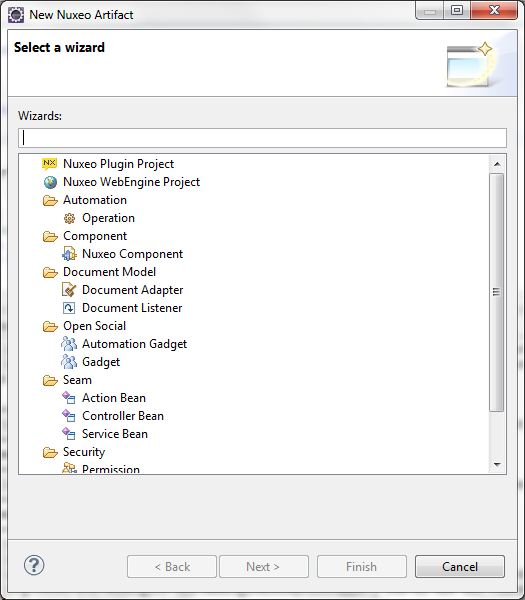 New Nuxeo Artifact
Select a wizard
Wizards:
NX Nuxeo Plugin Project
Nuxeo WebEngine Project
Automation
Operation
Component
Nuxeo Component
Document Model
Document Adapter
Document Listener
Open Social
Automation Gadget
Gadget
Seam
Action Bean
Controller Bean
Service Bean
Security
Permission
? < Back Next > Finish Cancel